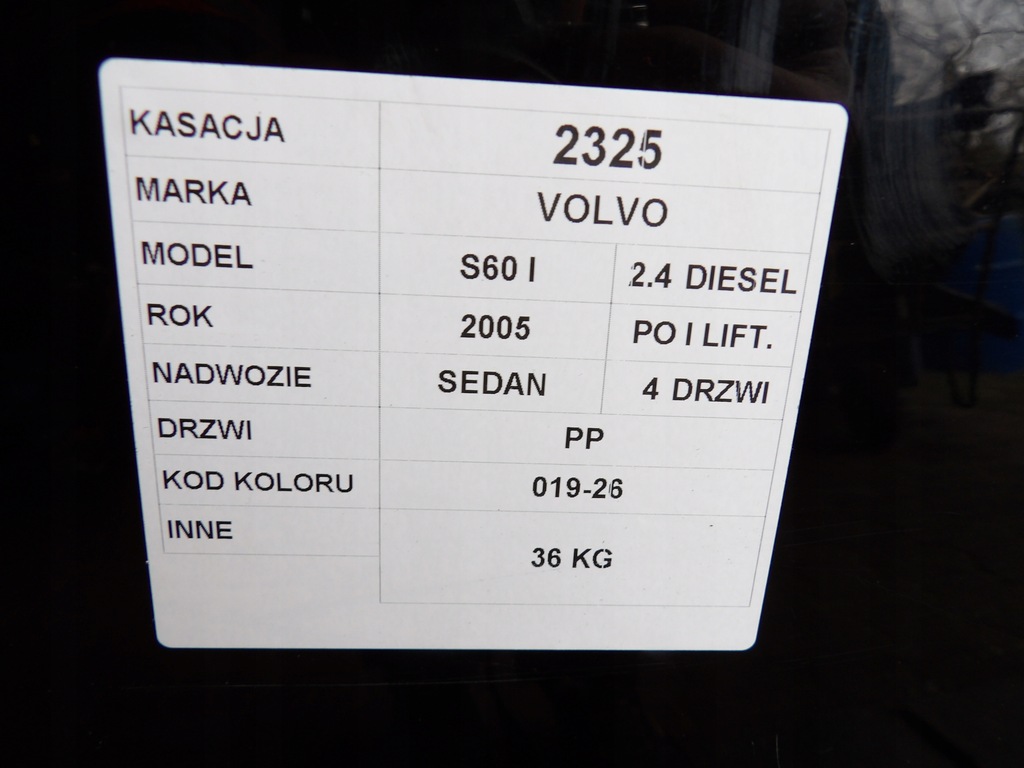 KASACJA 2325
MARKA VOLVO
MODEL S60 I 2.4 DIESEL
ROK 2005 PO I LIFT.
NADWOZIE SEDAN 4 DRZWI
DRZWI PP
KOD KOLORU 019-26
INNE 36 KG